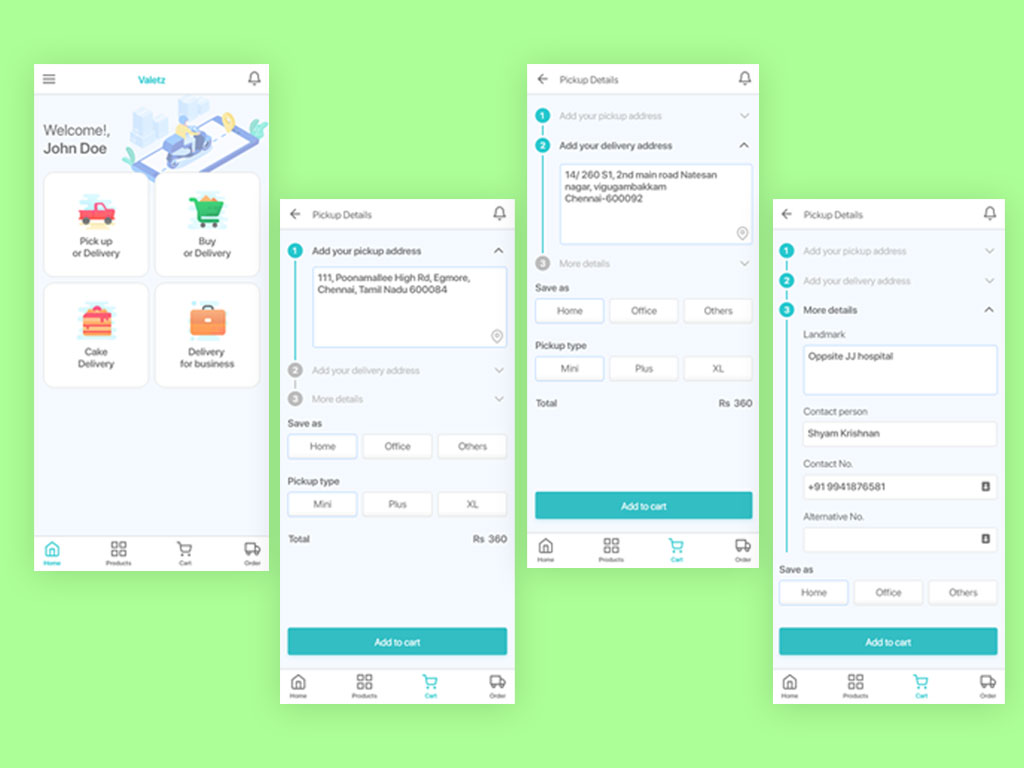 Valetz
Welcome!,
John Doe
Pick up
or Delivery
Buy
or Delivery
Cake
Delivery
Delivery
for business
Home
Products
Cart
Order
Pickup Details
1
Add your pickup address
111, Poonamallee High Rd, Egmore,
Chennai, Tamil Nadu 600084
2
Add your delivery address
3
More details
Save as
Home
Office
Others
Pickup type
Mini
Plus
XL
Total
Rs 360
Add to cart
Home
Products
Cart
Order
Pickup Details
1
Add your pickup address
2
Add your delivery address
14/ 260 S1, 2nd main road Natesan
nagar, vigugambakkam
Chennai-600092
3
More details
Save as
Home
Office
Others
Pickup type
Mini
Plus
XL
Total
Rs 360
Add to cart
Home
Products
Cart
Order
Pickup Details
1
Add your pickup address
2
Add your delivery address
3
More details
Landmark
Oppsite JJ hospital
Contact person
Shyam Krishnan
Contact No.
+91 9941876581
Alternative No.
Save as
Home
Office
Others
Add to cart
Home
Products
Cart
Order